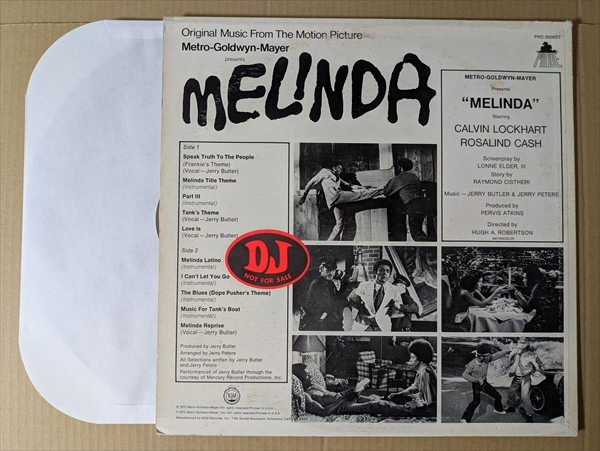 Original Music From The Motion Picture
Metro-Goldwyn-Mayer
presents
MELINDA
PRO-000657
PRIDE
Side 1
Speak Truth To The People
(Frankie's Theme)
(Vocal – Jerry Butler)
Melinda Title Theme
(Instrumental)
Part III
(Instrumental)
Tank's Theme
(Vocal – Jerry Butler)
Love Is
(Vocal – Jerry Butler)
Side 2
Melinda Latino
(Instrumental)
I Can't Let You Go
(Instrumental)
The Blues (Dope Pusher's Theme)
(Instrumental)
Music For Tank's Boat
(Instrumental)
Melinda Reprise
(Vocal – Jerry Butler)
Produced by Jerry Butler
Arranged by Jerry Peters
All Selections written by Jerry Butler
and Jerry Peters
Performances of Jerry Butler through the
courtesy of Mercury Record Productions, Inc.
DJ
NOT FOR SALE
METRO-GOLDWYN-MAYER
Presents
"MELINDA"
Starring
CALVIN LOCKHART
ROSALIND CASH
Screenplay by
LONNE ELDER, III
Story by
RAYMOND CISTHERI
Music – JERRY BUTLER & JERRY PETERS
Produced by
PERVIS ATKINS
Directed by
HUGH A. ROBERTSON
METROCOLOR
MGM